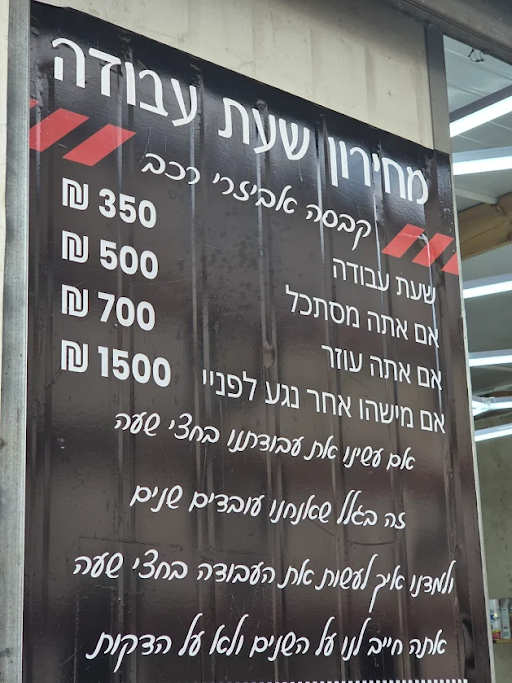 מחירון שעת עבודה
קבסה אביזרי רכב
שעת עבודה 350 ₪
אם אתה מסתכל 500 ₪
אם אתה עוזר 700 ₪
אם מישהו אחר נגע לפניי 1500 ₪
אם עשינו את עבודתנו בחצי שעה
זה בגלל שאנחנו עובדים שנים
ולמדנו איך לעשות את העבודה בחצי שעה
אתה חייב לנו על השנים ולא על הדקות